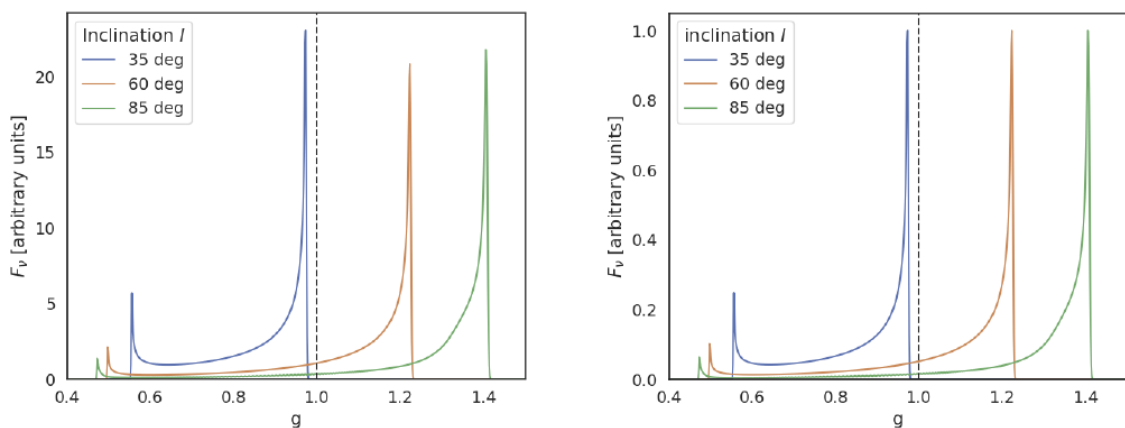 Inclination I
35 deg
60 deg
85 deg
F_ν [arbitrary units]
20
15
10
5
0
0.4 0.6 0.8 1.0 1.2 1.4
g
inclination I
35 deg
60 deg
85 deg
F_ν [arbitrary units]
1.0
0.8
0.6
0.4
0.2
0.0
0.4 0.6 0.8 1.0 1.2 1.4
g